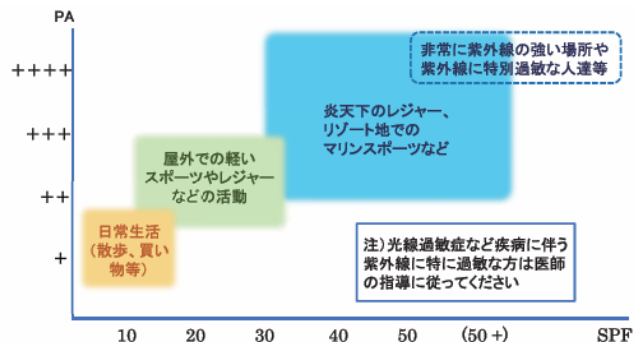 PA
++++
+++
++
+
非常に紫外線の強い場所や
紫外線に特別過敏な人達等
炎天下のレジャー、
リゾート地での
マリンスポーツなど
屋外での軽い
スポーツやレジャー
などの活動
日常生活
（散歩、買い
物等）
注）光線過敏症など疾病に伴う
紫外線に特に過敏な方は医師
の指導に従ってください
10 20 30 40 50 (50+) SPF